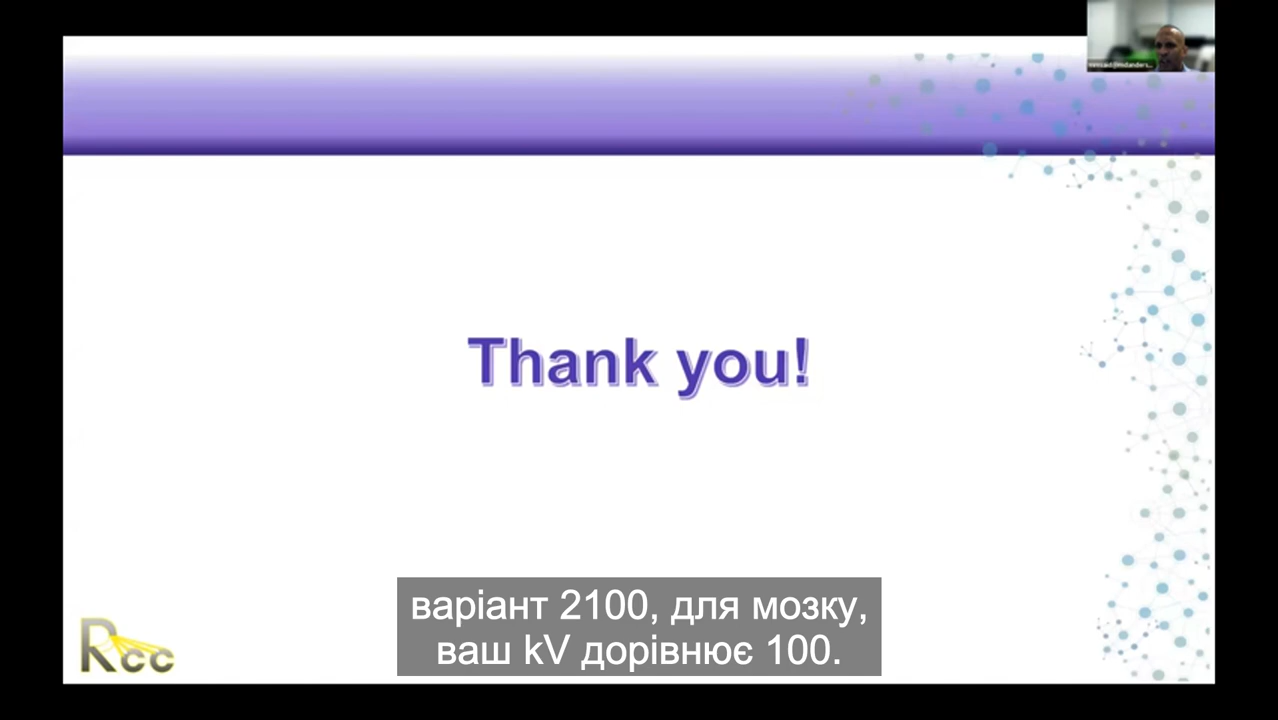 Thank you!
варіант 2100, для мозку,
ваш kV дорівнює 100.
Rcc